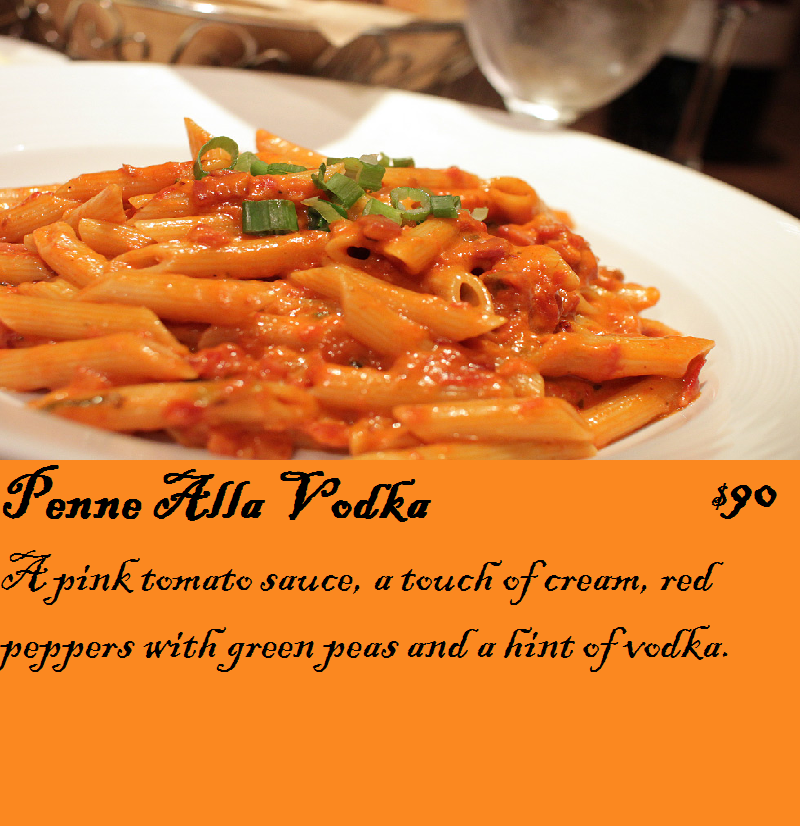 Penne Alla Vodka $90
A pink tomato sauce, a touch of cream, red
peppers with green peas and a hint of vodka.